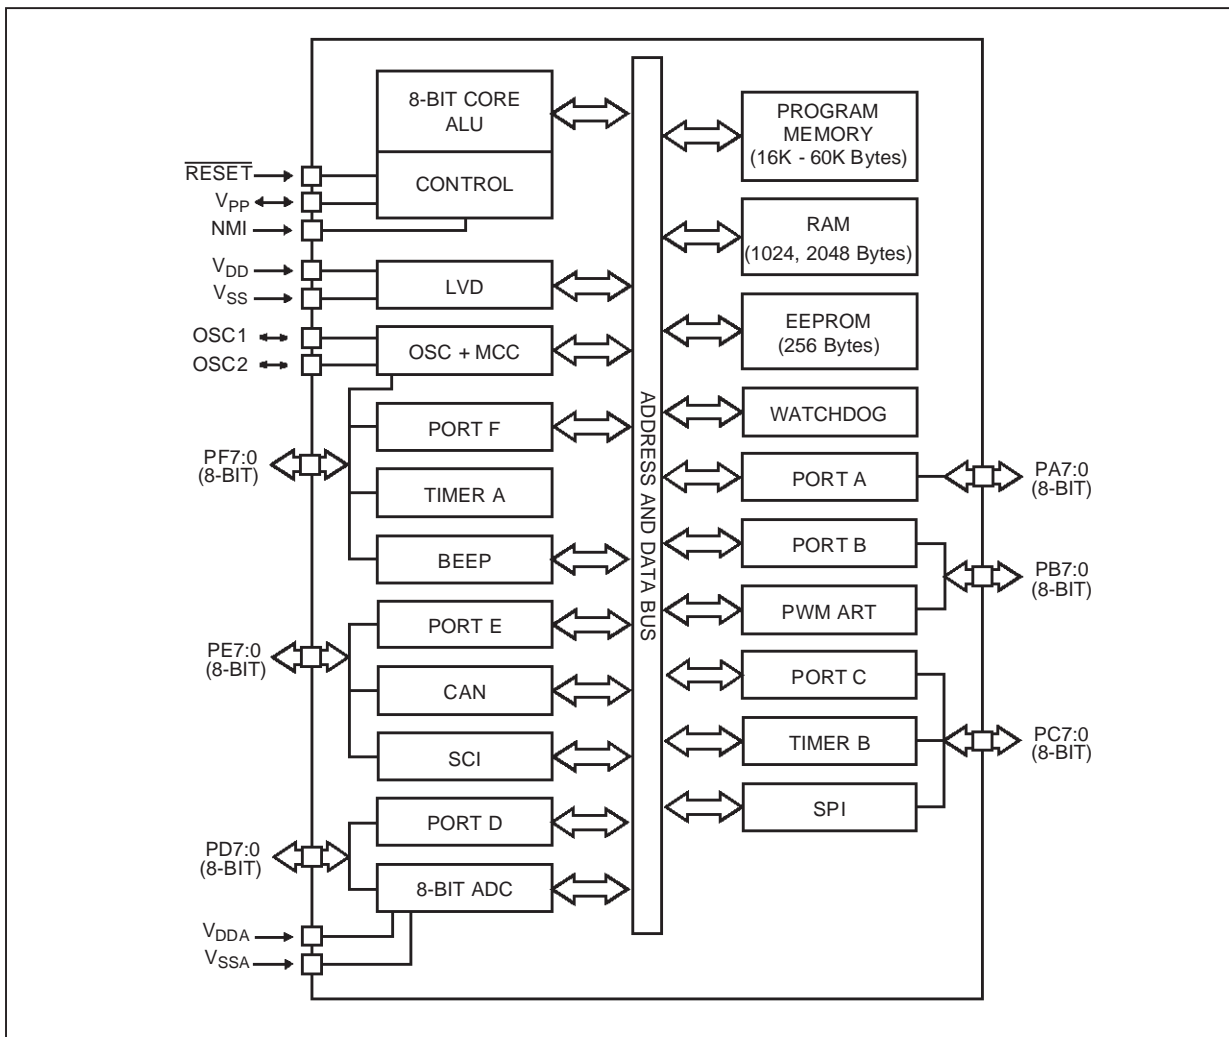 8-BIT CORE
ALU
CONTROL
RESET
VPP
NMI
VDD
VSS
LVD
OSC1
OSC2
OSC + MCC
PORT F
PF7:0
(8-BIT)
TIMER A
BEEP
PORT E
PE7:0
(8-BIT)
CAN
SCI
PORT D
PD7:0
(8-BIT)
8-BIT ADC
VDDA
VSSA
ADDRESS AND DATA BUS
PROGRAM
MEMORY
(16K - 60K Bytes)
RAM
(1024, 2048 Bytes)
EEPROM
(256 Bytes)
WATCHDOG
PORT A
PA7:0
(8-BIT)
PORT B
PB7:0
(8-BIT)
PWM ART
PORT C
TIMER B
PC7:0
(8-BIT)
SPI